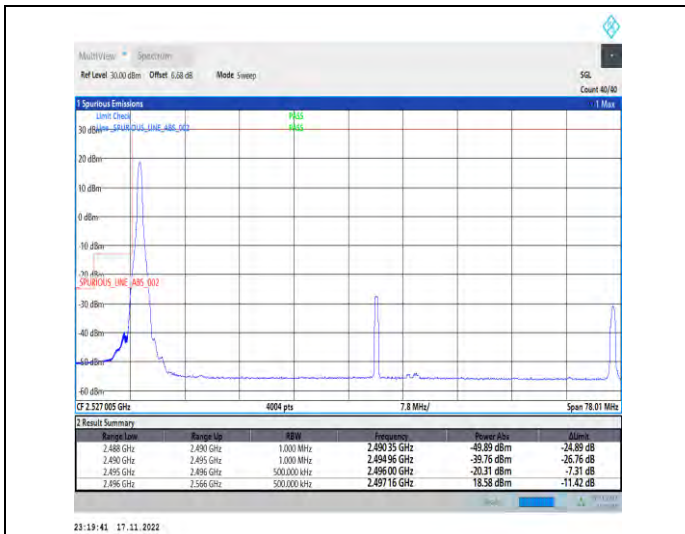 MultiView Spectrum
Ref Level 30.00 dBm Offset 6.68 dB Mode Sweep SGL
Count 40/40
1 Spurious Emissions 1 Max
Limit Check PASS
30 dBm Line _SPURIOUS_LINE_ABS_002 PASS
20 dBm
10 dBm
0 dBm
-10 dBm
-20 dBm
_SPURIOUS_LINE_ABS_002
-30 dBm
-40 dBm
-50 dBm
-60 dBm
CF 2.527 005 GHz 4004 pts 7.8 MHz/ Span 78.01 MHz
2 Result Summary
Range Low Range Up RBW Frequency Power Abs ΔLimit
2.488 GHz 2.490 GHz 1.000 MHz 2.490 35 GHz -49.89 dBm -24.89 dB
2.490 GHz 2.495 GHz 1.000 MHz 2.494 96 GHz -39.76 dBm -26.76 dB
2.495 GHz 2.496 GHz 500.000 kHz 2.496 00 GHz -20.31 dBm -7.31 dB
2.496 GHz 2.566 GHz 500.000 kHz 2.497 16 GHz 18.58 dBm -11.42 dB
23:19:41 17.11.2022